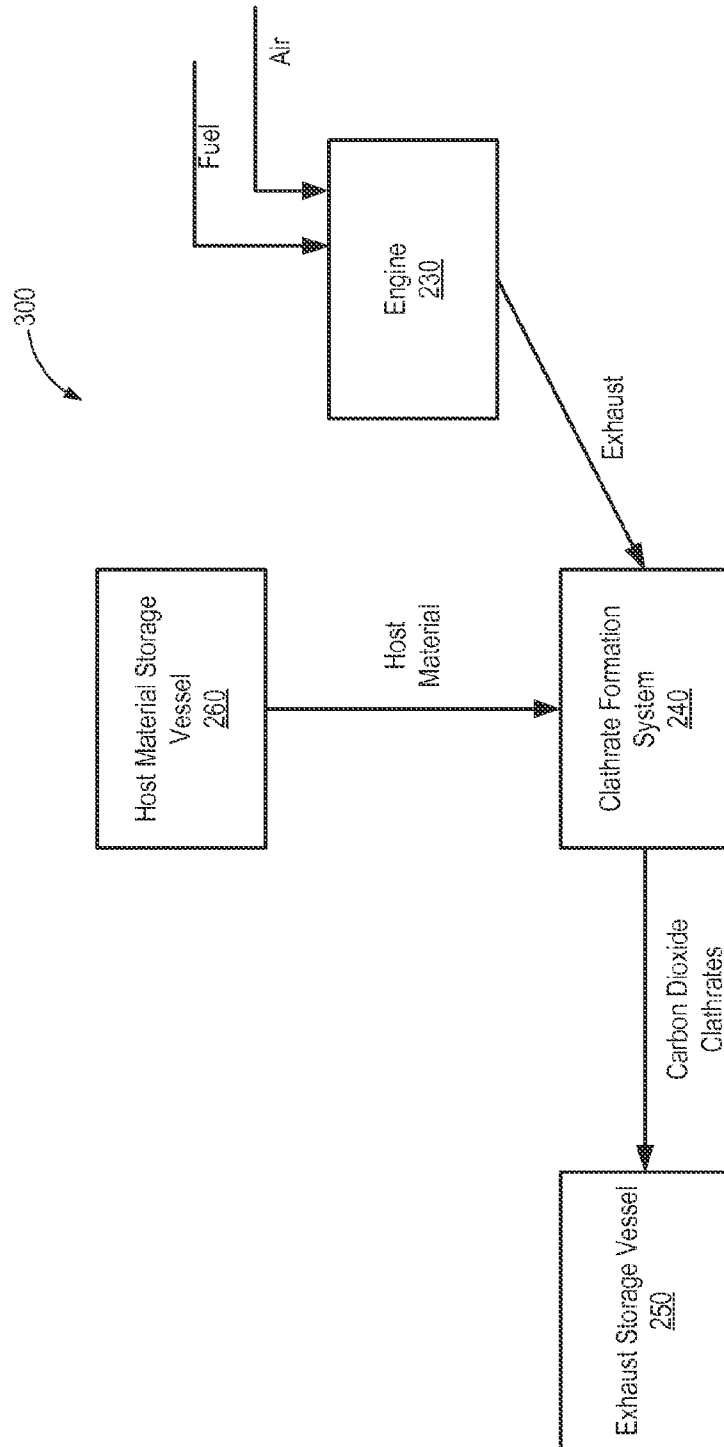 300
Fuel
Air
Engine
230
Exhaust
Host Material Storage
Vessel
260
Host
Material
Clathrate Formation
System
240
Carbon Dioxide
Clathrates
Exhaust Storage Vessel
250